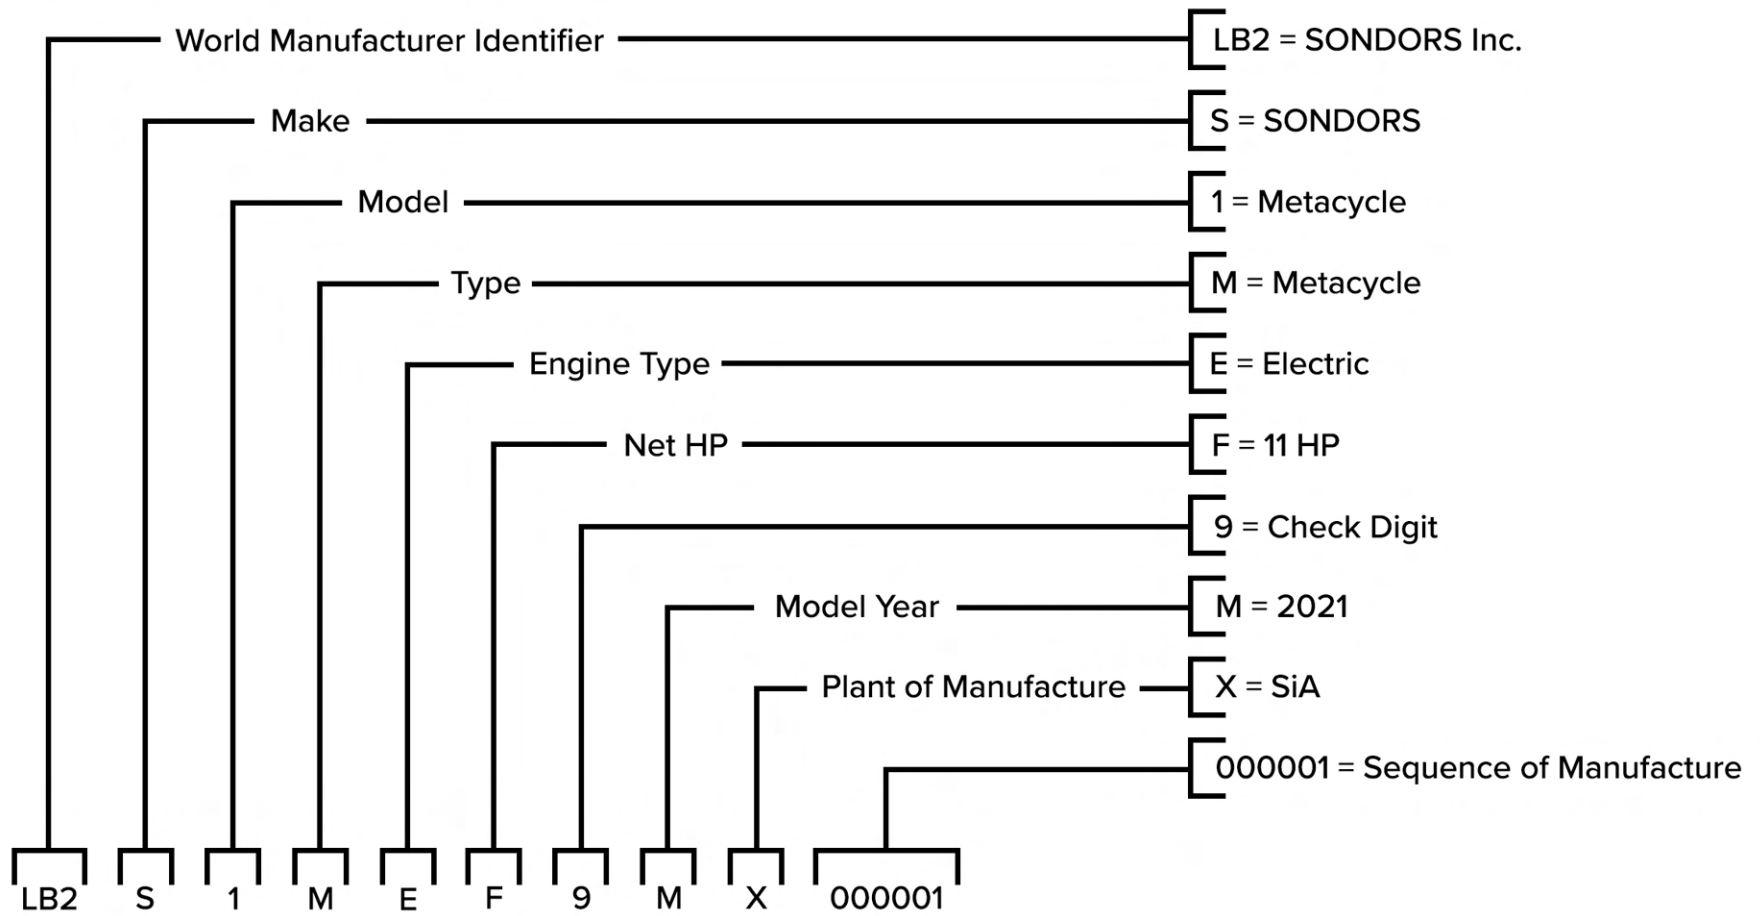 World Manufacturer Identifier LB2 = SONDORS Inc.
Make S = SONDORS
Model 1 = Metacycle
Type M = Metacycle
Engine Type E = Electric
Net HP F = 11 HP
9 = Check Digit
Model Year M = 2021
Plant of Manufacture X = SiA
000001 = Sequence of Manufacture
LB2 S 1 M E F 9 M X 000001